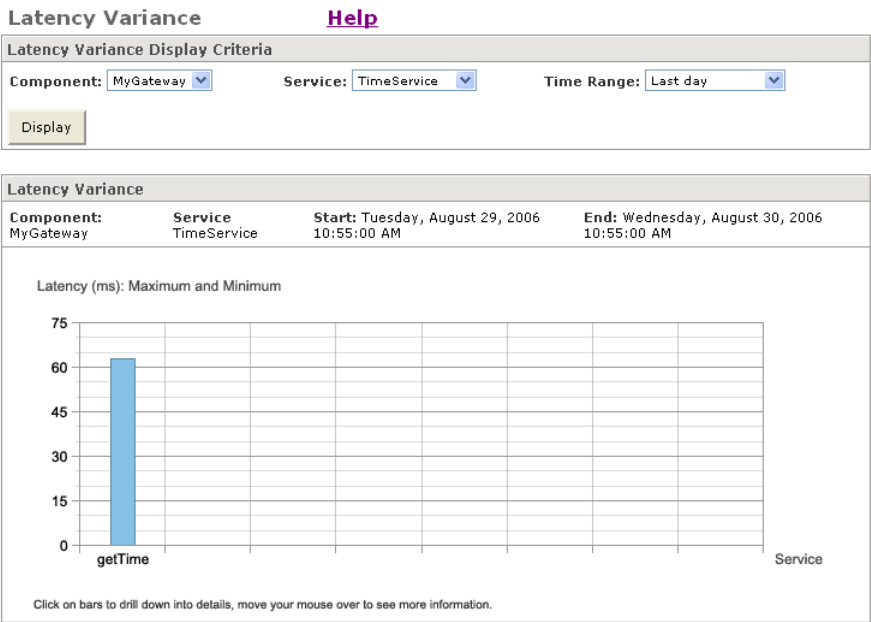 Latency Variance Help
Latency Variance Display Criteria
Component: MyGateway Service: TimeService Time Range: Last day
Display
Latency Variance
Component: Service Start: Tuesday, August 29, 2006 End: Wednesday, August 30, 2006
MyGateway TimeService 10:55:00 AM 10:55:00 AM
Latency (ms): Maximum and Minimum
75
60
45
30
15
0
getTime Service
Click on bars to drill down into details, move your mouse over to see more information.